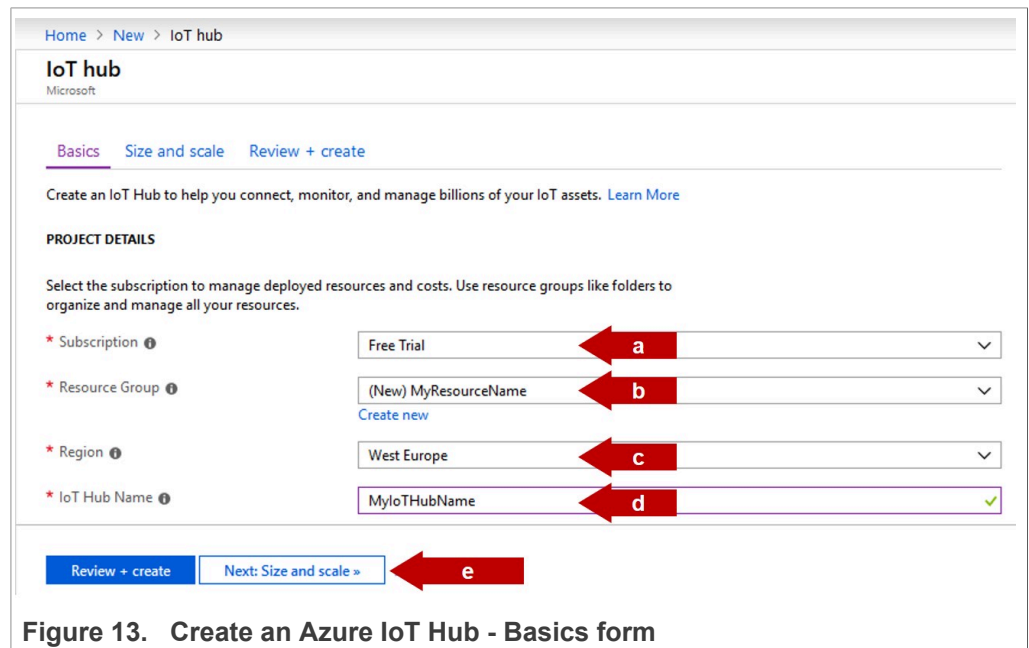 Home > New > IoT hub
IoT hub
Microsoft
Basics Size and scale Review + create
Create an IoT Hub to help you connect, monitor, and manage billions of your IoT assets. Learn More
PROJECT DETAILS
Select the subscription to manage deployed resources and costs. Use resource groups like folders to
organize and manage all your resources.
* Subscription Free Trial a
* Resource Group (New) MyResourceName b
Create new
* Region West Europe c
* IoT Hub Name MyIoTHubName d
Review + create Next: Size and scale » e
Figure 13. Create an Azure IoT Hub - Basics form